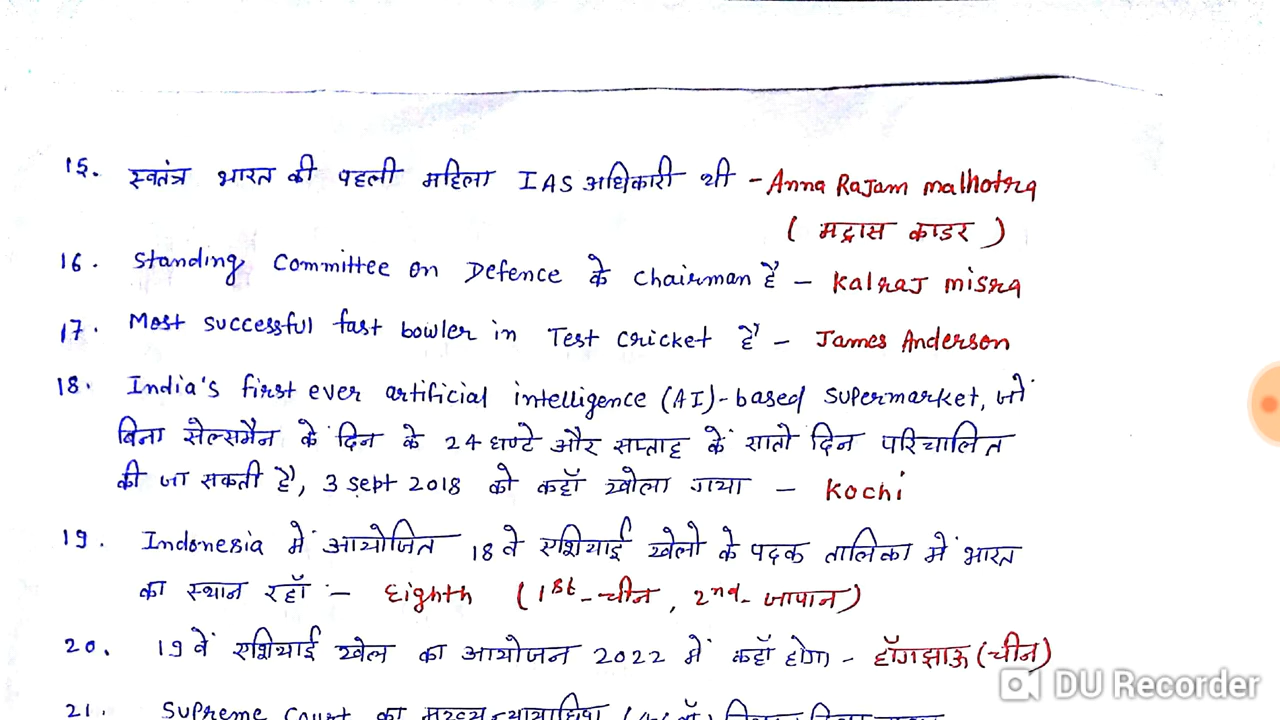 15. स्वतंत्र भारत की पहली महिला IAS अधिकारी थी - Anna Rajam malhotra
( मद्रास काडर )
16. Standing Committee on Defence के Chairman है - Kalraj misra
17. Most successful fast bowler in Test cricket है - James Anderson
18. India's first ever artificial intelligence (AI)-based supermarket, जो
बिना सेल्समैन के दिन के 24 घण्टे और सप्ताह के सातो दिन परिचालित
की जा सकती है, 3 Sept 2018 को कहाँ खोला गया - Kochi
19. Indonesia में आयोजित 18 वे एशियाई खेलो के पदक तालिका में भारत
का स्थान रहाँ - Eighth (1st - चीन, 2nd - जापान)
20. 19 वें एशियाई खेल का आयोजन 2022 में कहाँ होगा - हाँगझाऊ (चीन)
21. Supreme Court का
DU Recorder